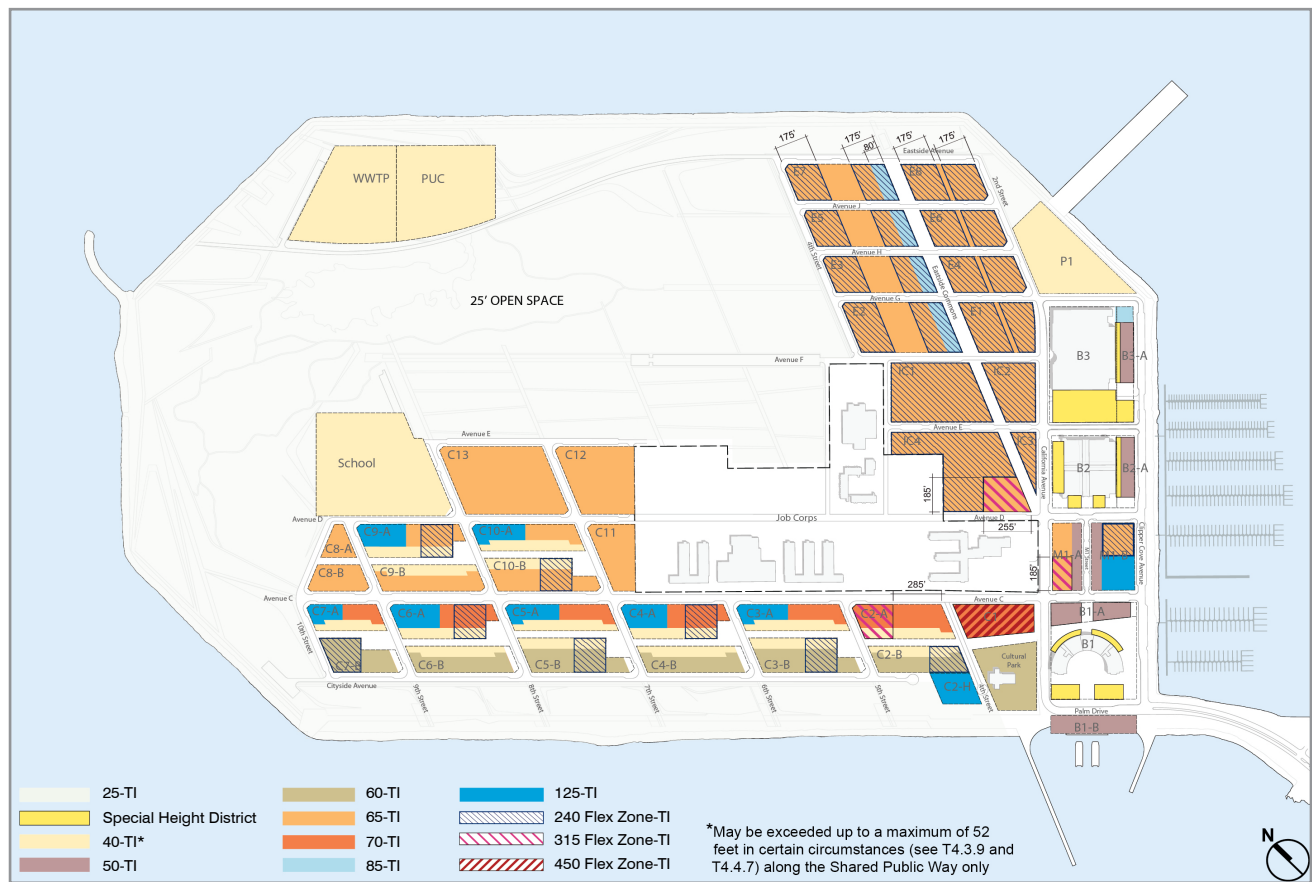 175'
175'
80'
175'
175'
Eastside Avenue
E7
E8
2nd Street
WWTP
PUC
Avenue J
E5
E6
4th Street
Avenue H
E3
E4
P1
Eastside Commons
25' OPEN SPACE
Avenue G
E2
E1
B3
B3-A
Avenue F
IC1
IC2
Avenue E
Avenue E
IC4
IC3
School
C13
C12
California Avenue
B2
B2-A
185'
Avenue D
Job Corps
Avenue D
255'
C9-A
C10-A
C11
C8-A
M1-A
M1 Street
M1-B
Clipper Cove Avenue
C8-B
C9-B
C10-B
185'
285'
Avenue C
Avenue C
C7-A
C6-A
C5-A
C4-A
C3-A
C2-A
B1-A
10th Street
B1
C7-B
C6-B
C5-B
C4-B
C3-B
C2-B
Cultural
Park
C2-H
Cityside Avenue
9th Street
8th Street
7th Street
6th Street
5th Street
4th Street
Palm Drive
B1-B
25-TI
Special Height District
40-TI*
50-TI
60-TI
65-TI
70-TI
85-TI
125-TI
240 Flex Zone-TI
315 Flex Zone-TI
450 Flex Zone-TI
*May be exceeded up to a maximum of 52
feet in certain circumstances (see T4.3.9 and
T4.4.7) along the Shared Public Way only
N